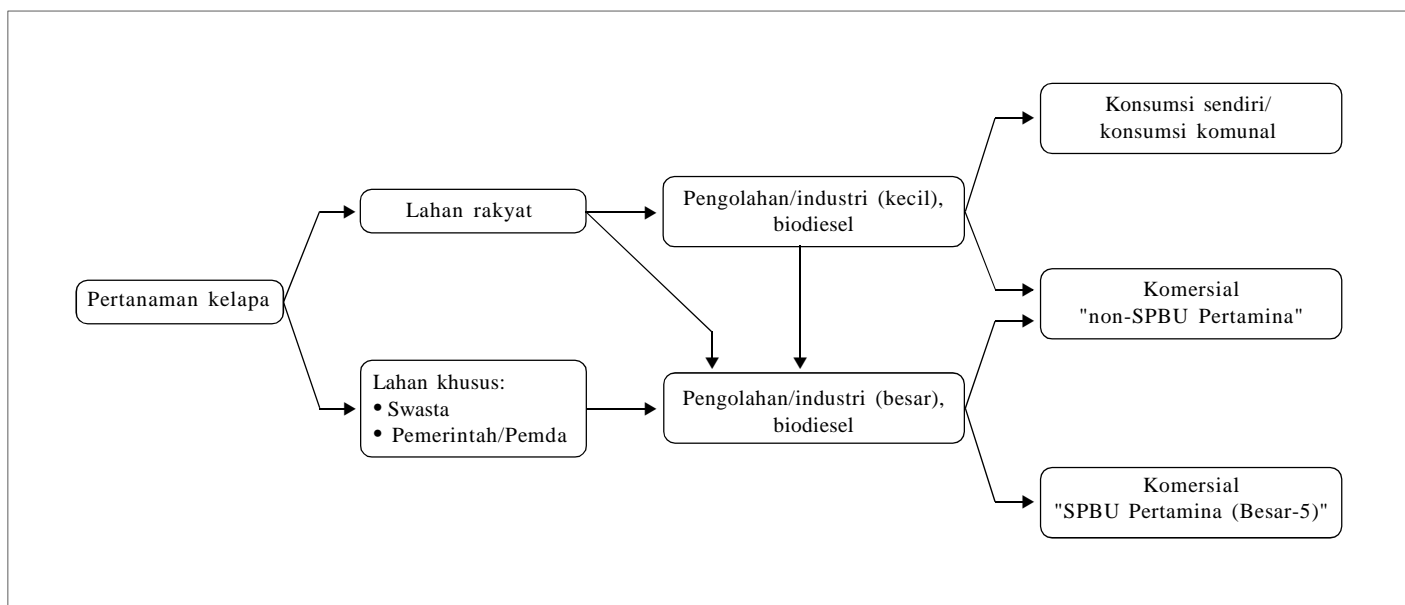 Konsumsi sendiri/
konsumsi komunal
Lahan rakyat
Pengolahan/industri (kecil),
biodiesel
Pertanaman kelapa
Komersial
"non-SPBU Pertamina"
Lahan khusus:
• Swasta
• Pemerintah/Pemda
Pengolahan/industri (besar),
biodiesel
Komersial
"SPBU Pertamina (Besar-5)"